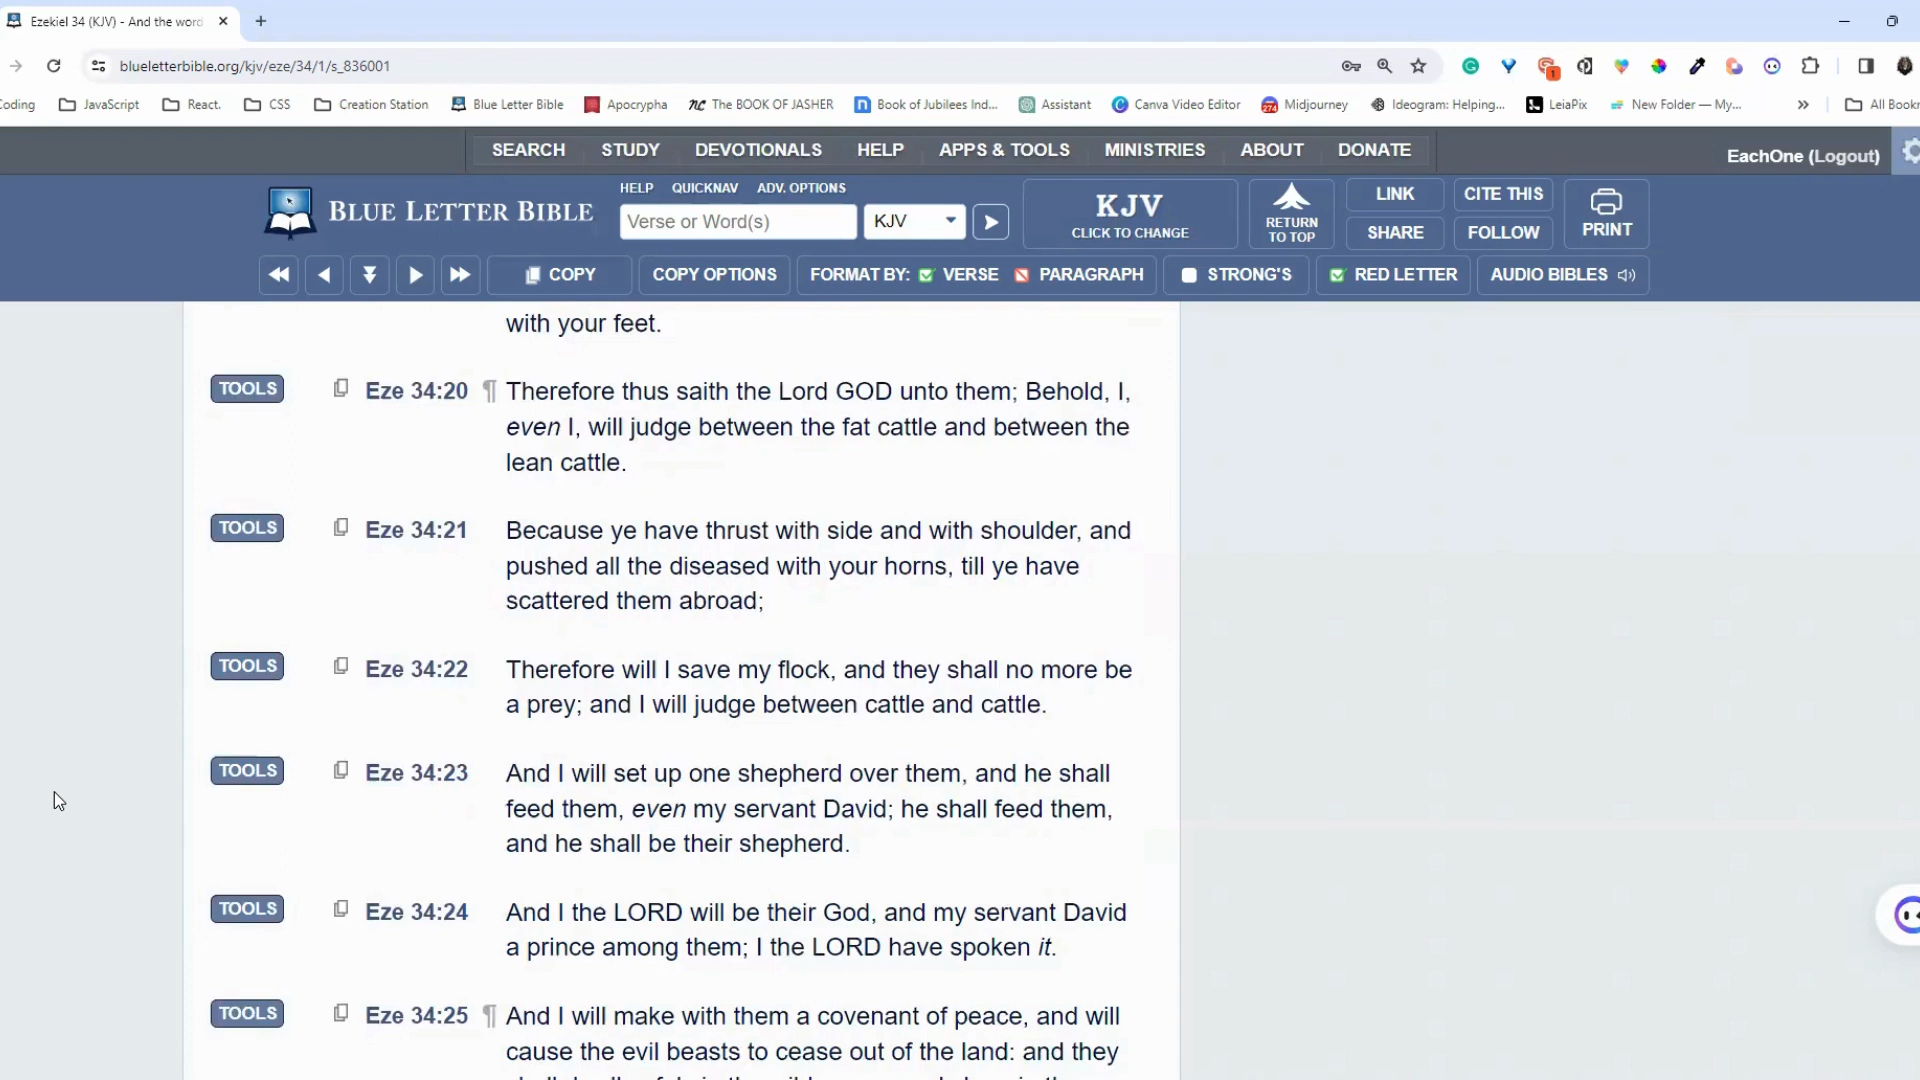 Ezekiel 34 (KJV) - And the word
blueletterbible.org/kjv/eze/34/1/s_836001
Coding JavaScript React. CSS Creation Station Blue Letter Bible Apocrypha The BOOK OF JASHER Book of Jubilees Ind... Assistant Canva Video Editor Midjourney Ideogram: Helping... LeiaPix New Folder — My... » All Bookr
SEARCH STUDY DEVOTIONALS HELP APPS & TOOLS MINISTRIES ABOUT DONATE EachOne (Logout)
HELP QUICKNAV ADV. OPTIONS
BLUE LETTER BIBLE Verse or Word(s) KJV
KJV
CLICK TO CHANGE
RETURN
TO TOP
LINK CITE THIS
SHARE FOLLOW
PRINT
COPY COPY OPTIONS FORMAT BY: VERSE PARAGRAPH STRONG'S RED LETTER AUDIO BIBLES
with your feet.
TOOLS Eze 34:20 ¶ Therefore thus saith the Lord GOD unto them; Behold, I,
even I, will judge between the fat cattle and between the
lean cattle.
TOOLS Eze 34:21 Because ye have thrust with side and with shoulder, and
pushed all the diseased with your horns, till ye have
scattered them abroad;
TOOLS Eze 34:22 Therefore will I save my flock, and they shall no more be
a prey; and I will judge between cattle and cattle.
TOOLS Eze 34:23 And I will set up one shepherd over them, and he shall
feed them, even my servant David; he shall feed them,
and he shall be their shepherd.
TOOLS Eze 34:24 And I the LORD will be their God, and my servant David
a prince among them; I the LORD have spoken it.
TOOLS Eze 34:25 ¶ And I will make with them a covenant of peace, and will
cause the evil beasts to cease out of the land: and they